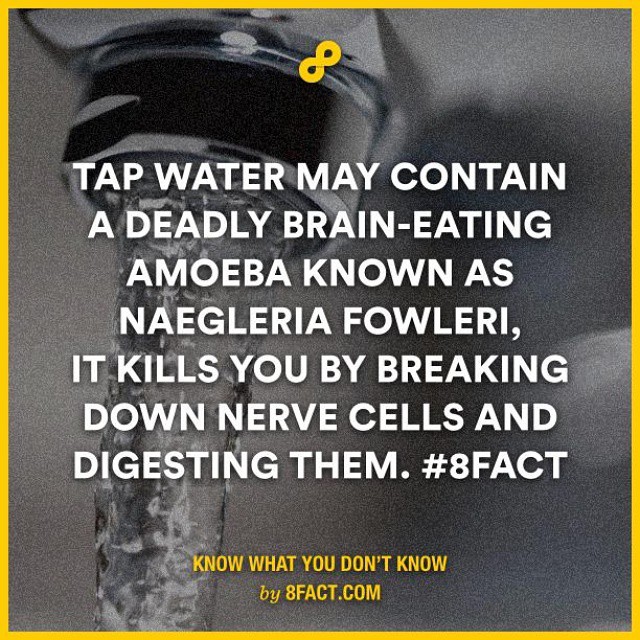 TAP WATER MAY CONTAIN
A DEADLY BRAIN-EATING
AMOEBA KNOWN AS
NAEGLERIA FOWLERI,
IT KILLS YOU BY BREAKING
DOWN NERVE CELLS AND
DIGESTING THEM. #8FACT
KNOW WHAT YOU DON'T KNOW
by 8FACT.COM